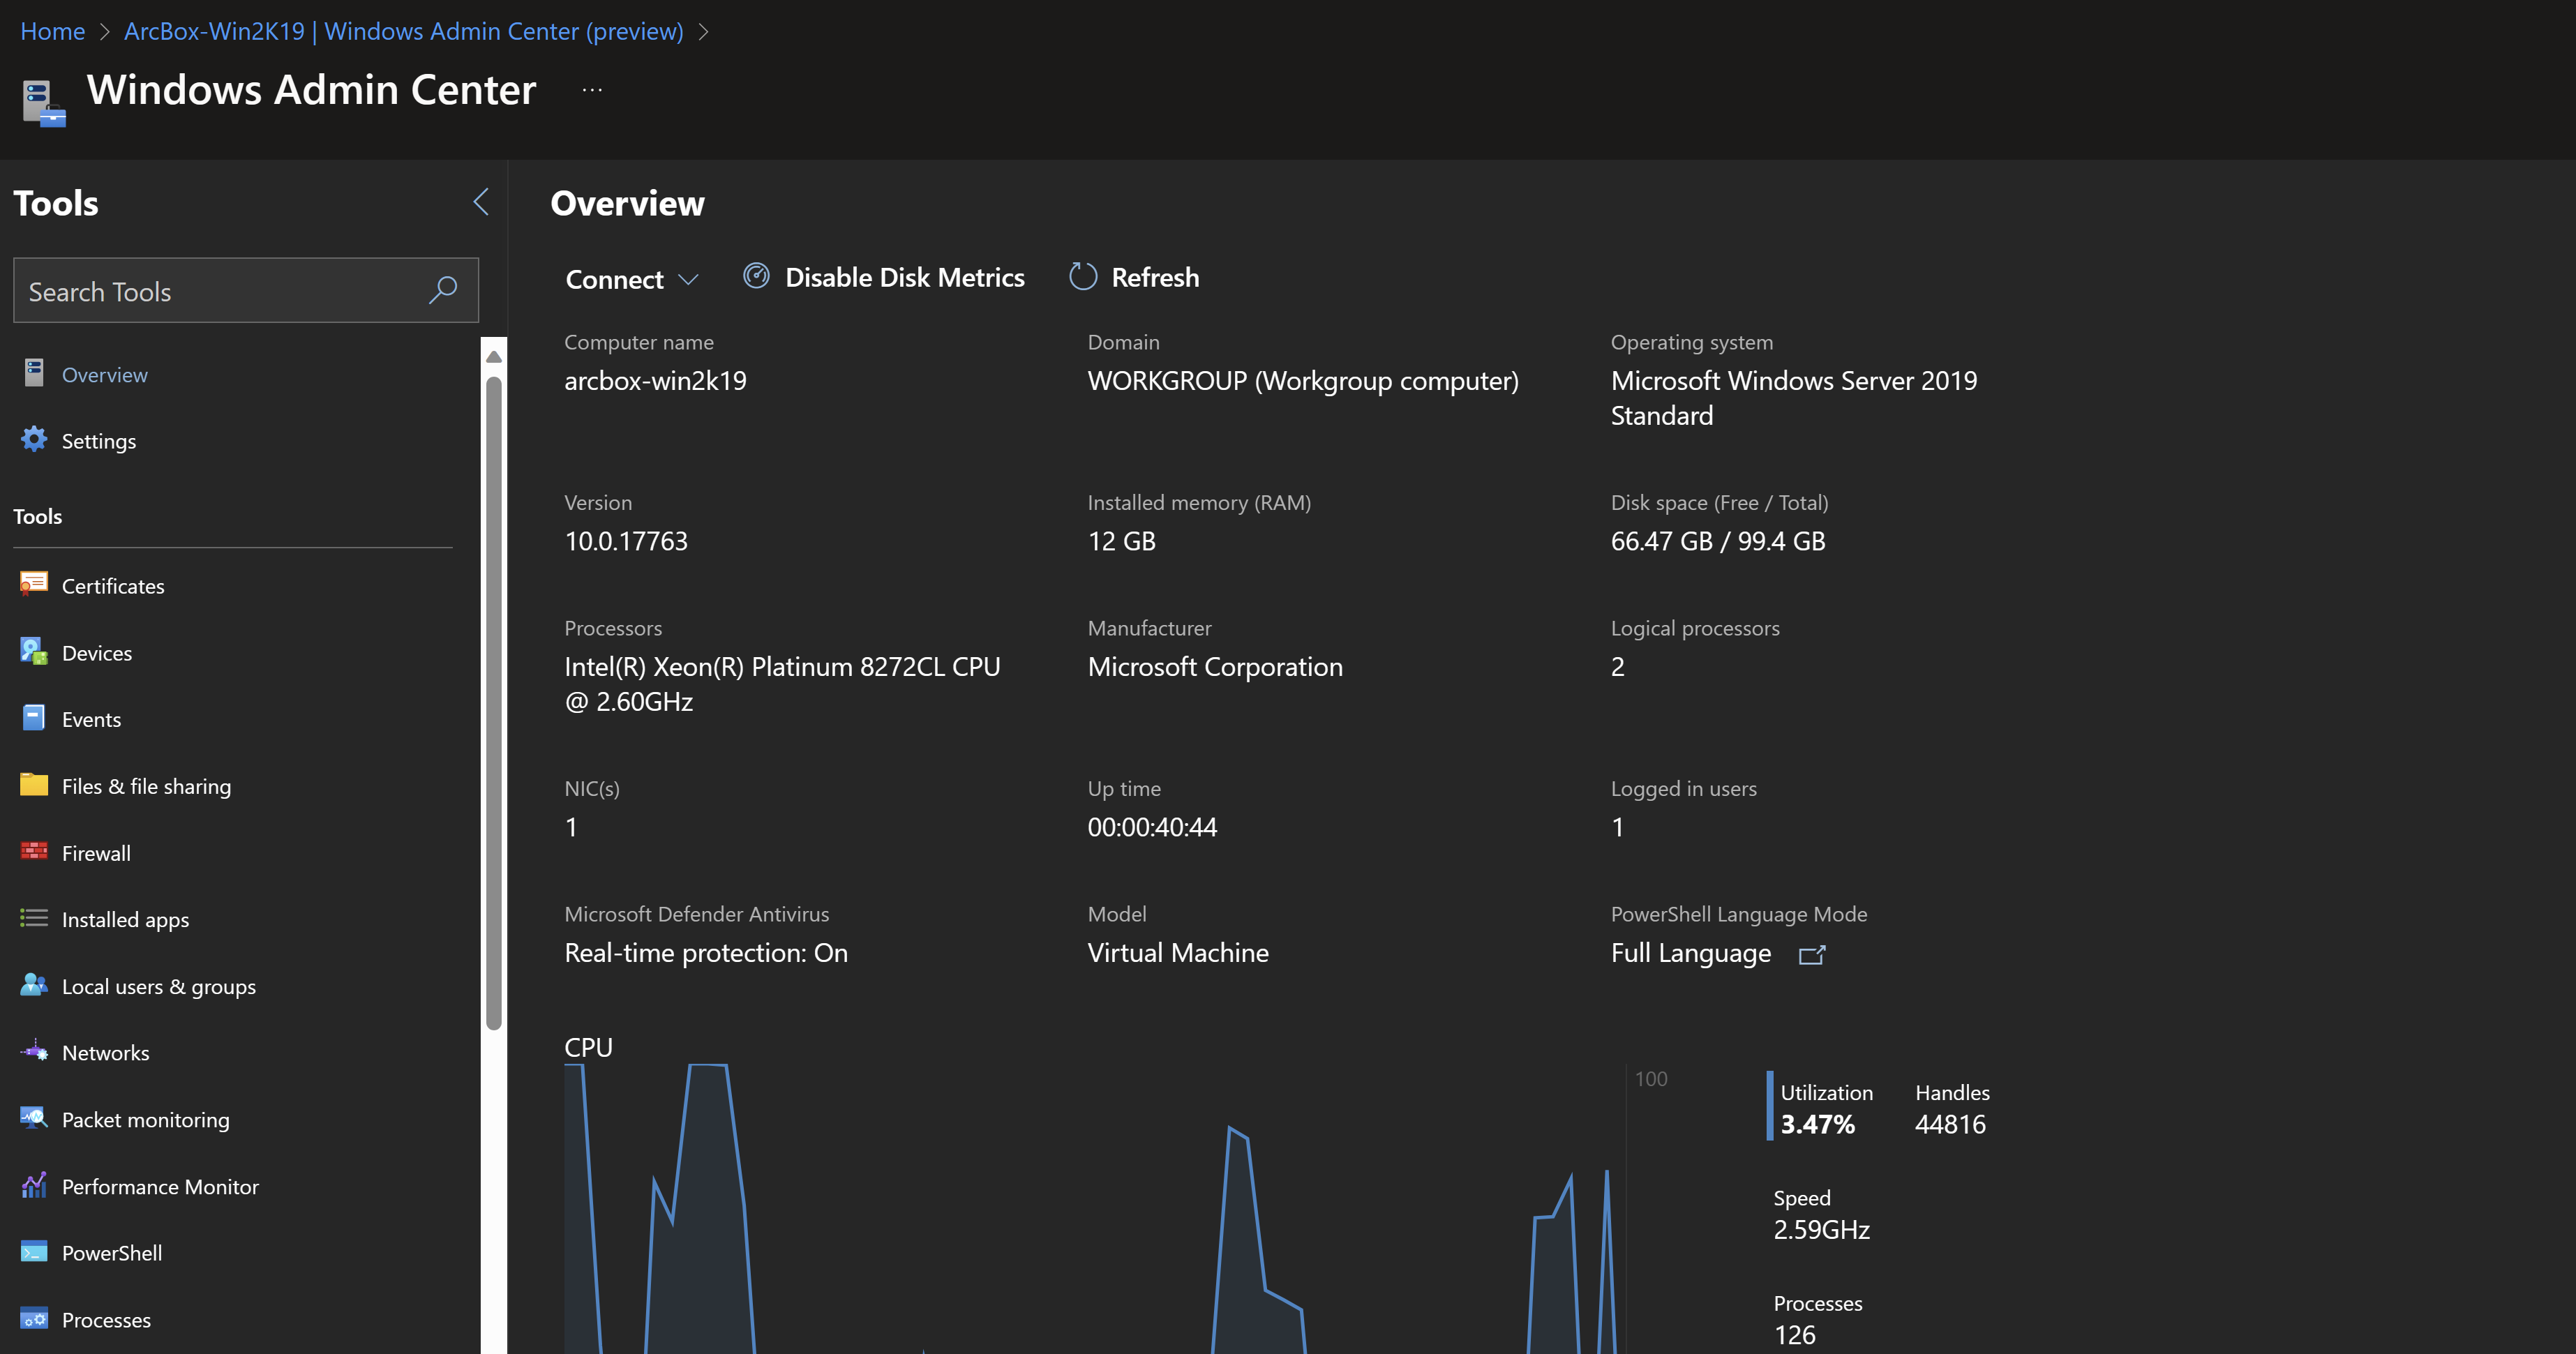 Home > ArcBox-Win2K19 | Windows Admin Center (preview) >
Windows Admin Center ...
Tools
Search Tools
Overview
Settings
Tools
Certificates
Devices
Events
Files & file sharing
Firewall
Installed apps
Local users & groups
Networks
Packet monitoring
Performance Monitor
PowerShell
Processes
Overview
Connect Disable Disk Metrics Refresh
Computer name
arcbox-win2k19
Domain
WORKGROUP (Workgroup computer)
Operating system
Microsoft Windows Server 2019
Standard
Version
10.0.17763
Installed memory (RAM)
12 GB
Disk space (Free / Total)
66.47 GB / 99.4 GB
Processors
Intel(R) Xeon(R) Platinum 8272CL CPU
@ 2.60GHz
Manufacturer
Microsoft Corporation
Logical processors
2
NIC(s)
1
Up time
00:00:40:44
Logged in users
1
Microsoft Defender Antivirus
Real-time protection: On
Model
Virtual Machine
PowerShell Language Mode
Full Language
CPU
100
Utilization
3.47%
Handles
44816
Speed
2.59GHz
Processes
126